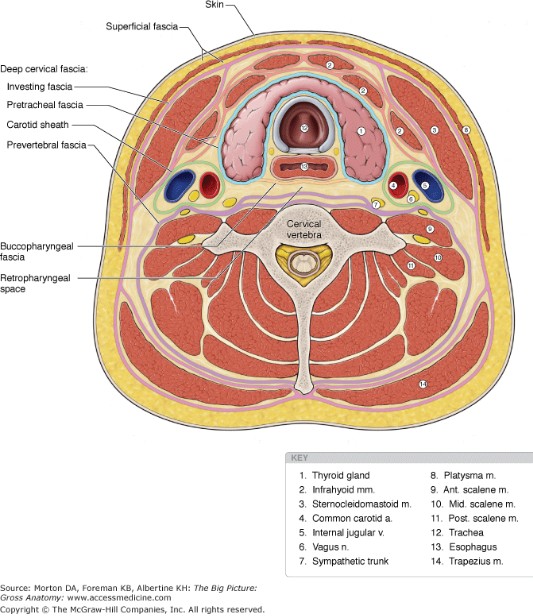 Skin
Superficial fascia
Deep cervical fascia:
Investing fascia
Pretracheal fascia
Carotid sheath
Prevertebral fascia
2
2
12
1
2
3
8
13
4
5
7
6
Cervical
vertebra
9
Buccopharyngeal
fascia
10
11
Retropharyngeal
space
14
KEY
1. Thyroid gland
2. Infrahyoid mm.
3. Sternocleidomastoid m.
4. Common carotid a.
5. Internal jugular v.
6. Vagus n.
7. Sympathetic trunk
8. Platysma m.
9. Ant. scalene m.
10. Mid. scalene m.
11. Post. scalene m.
12. Trachea
13. Esophagus
14. Trapezius m.
Source: Morton DA, Foreman KB, Albertine KH: The Big Picture:
Gross Anatomy: www.accessmedicine.com
Copyright © The McGraw-Hill Companies, Inc. All rights reserved.